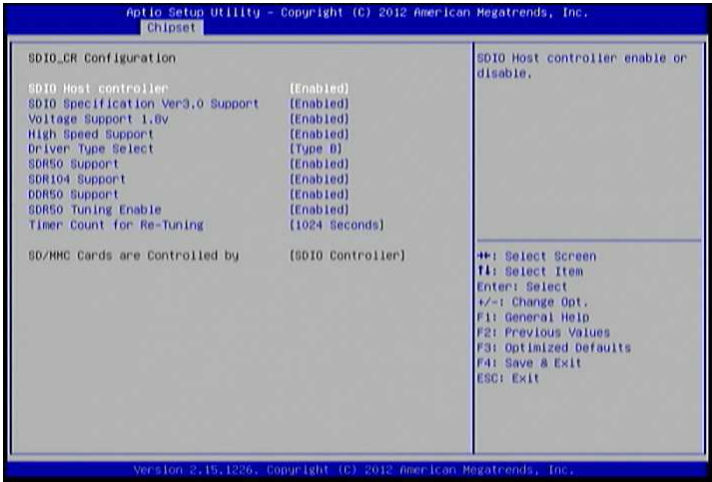 Aptio Setup Utility – Copyright (C) 2012 American Megatrends, Inc.
Chipset
SDIO_CR Configuration
SDIO Host controller [Enabled]
SDIO Specification Ver3.0 Support [Enabled]
Voltage Support 1.8v [Enabled]
High Speed Support [Enabled]
Driver Type Select [Type B]
SDR50 Support [Enabled]
SDR104 Support [Enabled]
DDR50 Support [Enabled]
SDR50 Tuning Enable [Enabled]
Timer Count for Re-Tuning [1024 Seconds]
SD/MMC Cards are Controlled by [SDIO Controller]
SDIO Host controller enable or
disable.
→←: Select Screen
↑↓: Select Item
Enter: Select
+/-: Change Opt.
F1: General Help
F2: Previous Values
F3: Optimized Defaults
F4: Save & Exit
ESC: Exit
Version 2.15.1226. Copyright (C) 2012 American Megatrends, Inc.